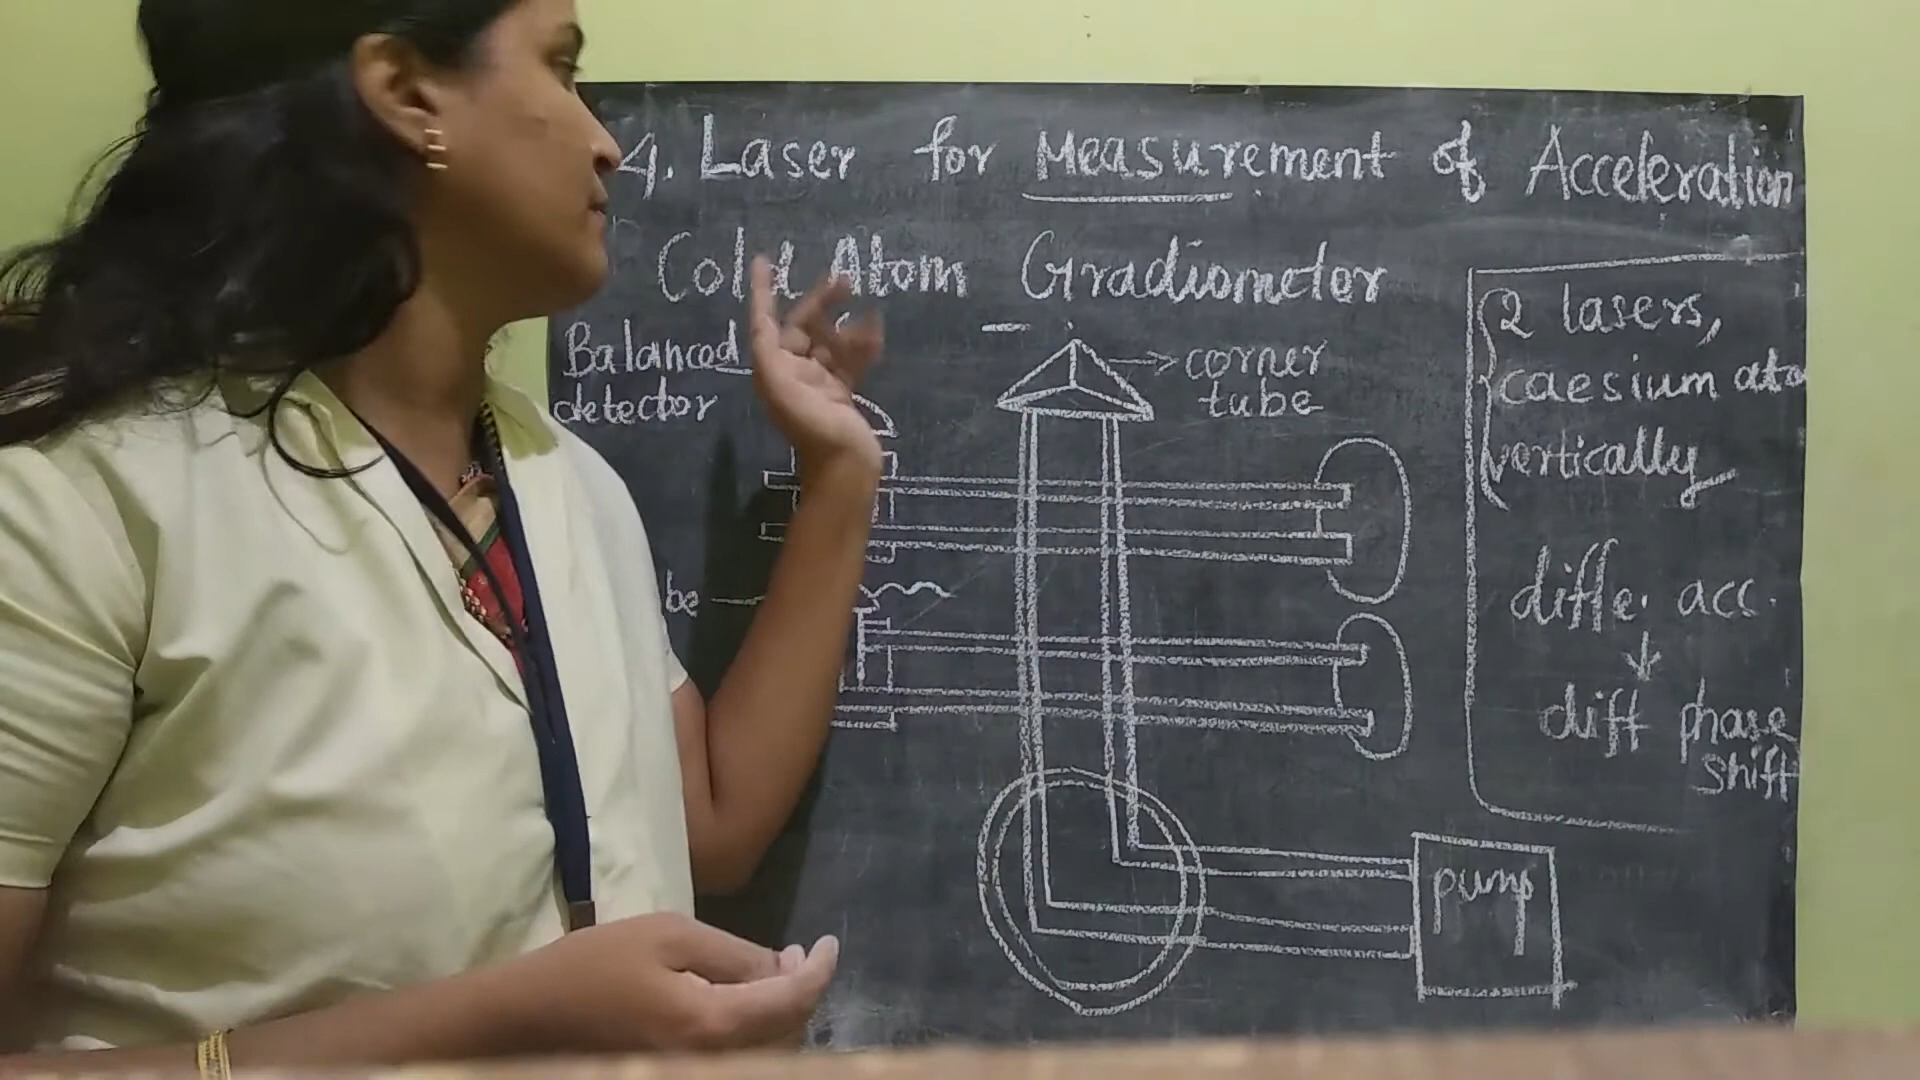 4. Laser for Measurement of Acceleration
Cold Atom Gradiometer
Balanced
detector
corner
tube
be
2 lasers,
caesium ato
vertically
diffe. acc.
↓
diff phase
shift
pump